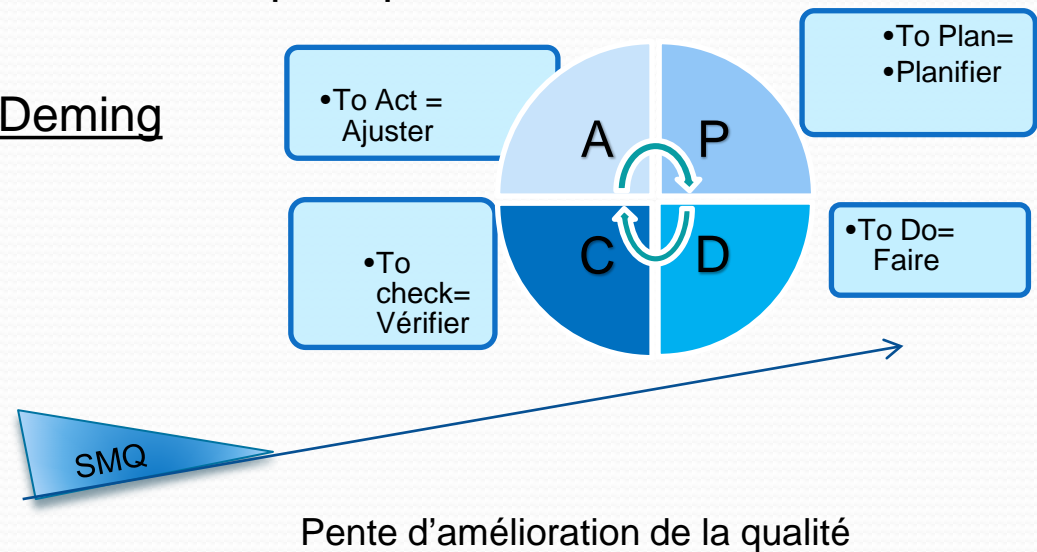 Deming
•To Act =
Ajuster
•To Plan=
•Planifier
A
P
C
D
•To
check=
Vérifier
•To Do=
Faire
SMQ
Pente d’amélioration de la qualité